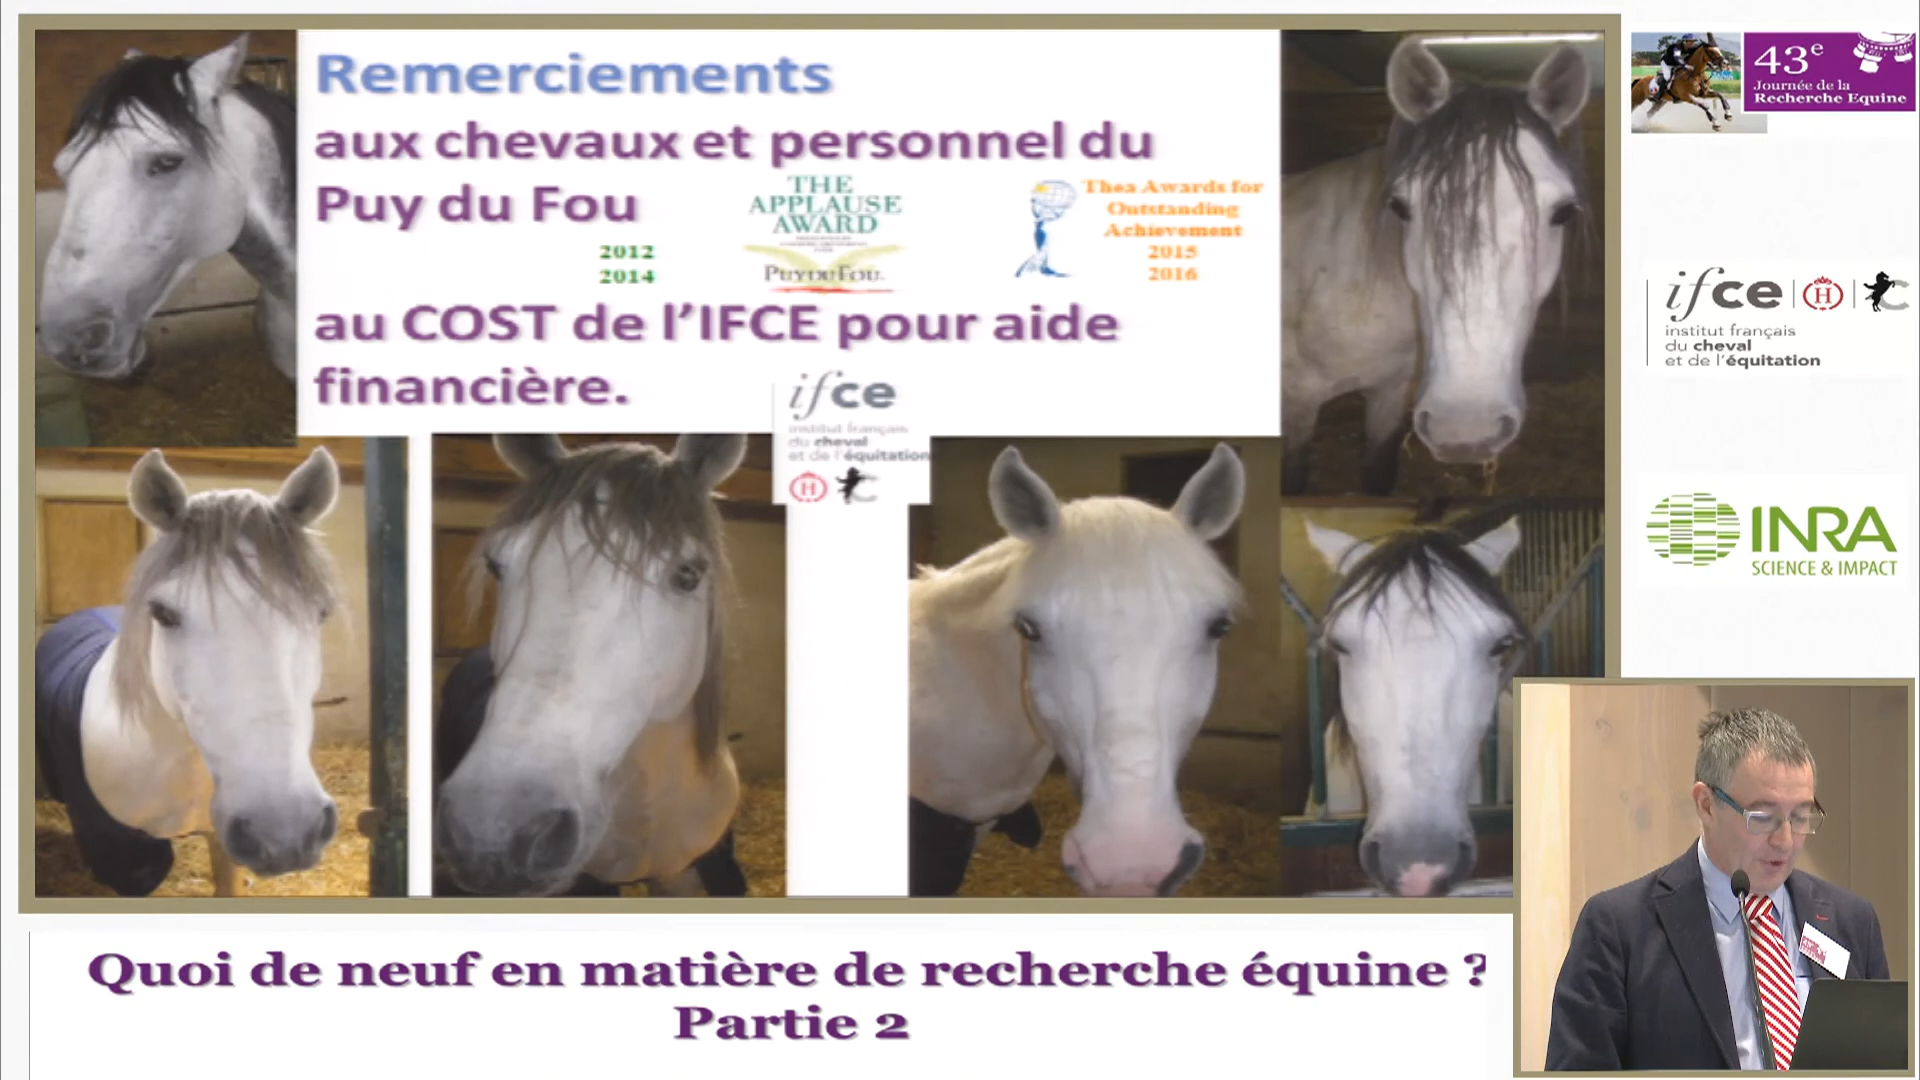 Remerciements
aux chevaux et personnel du
Puy du Fou
2012
2014
THE
APPLAUSE
AWARD
PUY DU FOU
Thea Awards for
Outstanding
Achievement
2015
2016
au COST de l'IFCE pour aide
financière.
ifce
institut français
du cheval
et de l'équitation
H
43e
Journée de la
Recherche Equine
ifce
H
institut français
du cheval
et de l'équitation
INRA
SCIENCE & IMPACT
Quoi de neuf en matière de recherche équine ?
Partie 2